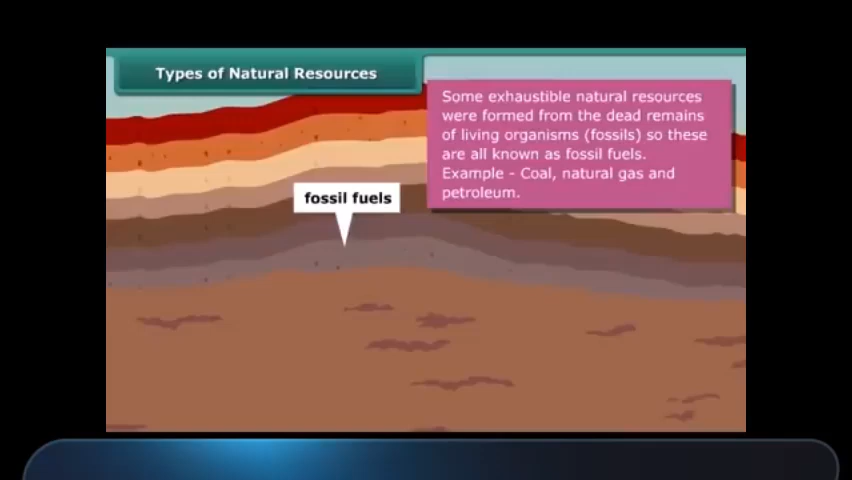 Types of Natural Resources
Some exhaustible natural resources
were formed from the dead remains
of living organisms (fossils) so these
are all known as fossil fuels.
Example - Coal, natural gas and
petroleum.
fossil fuels